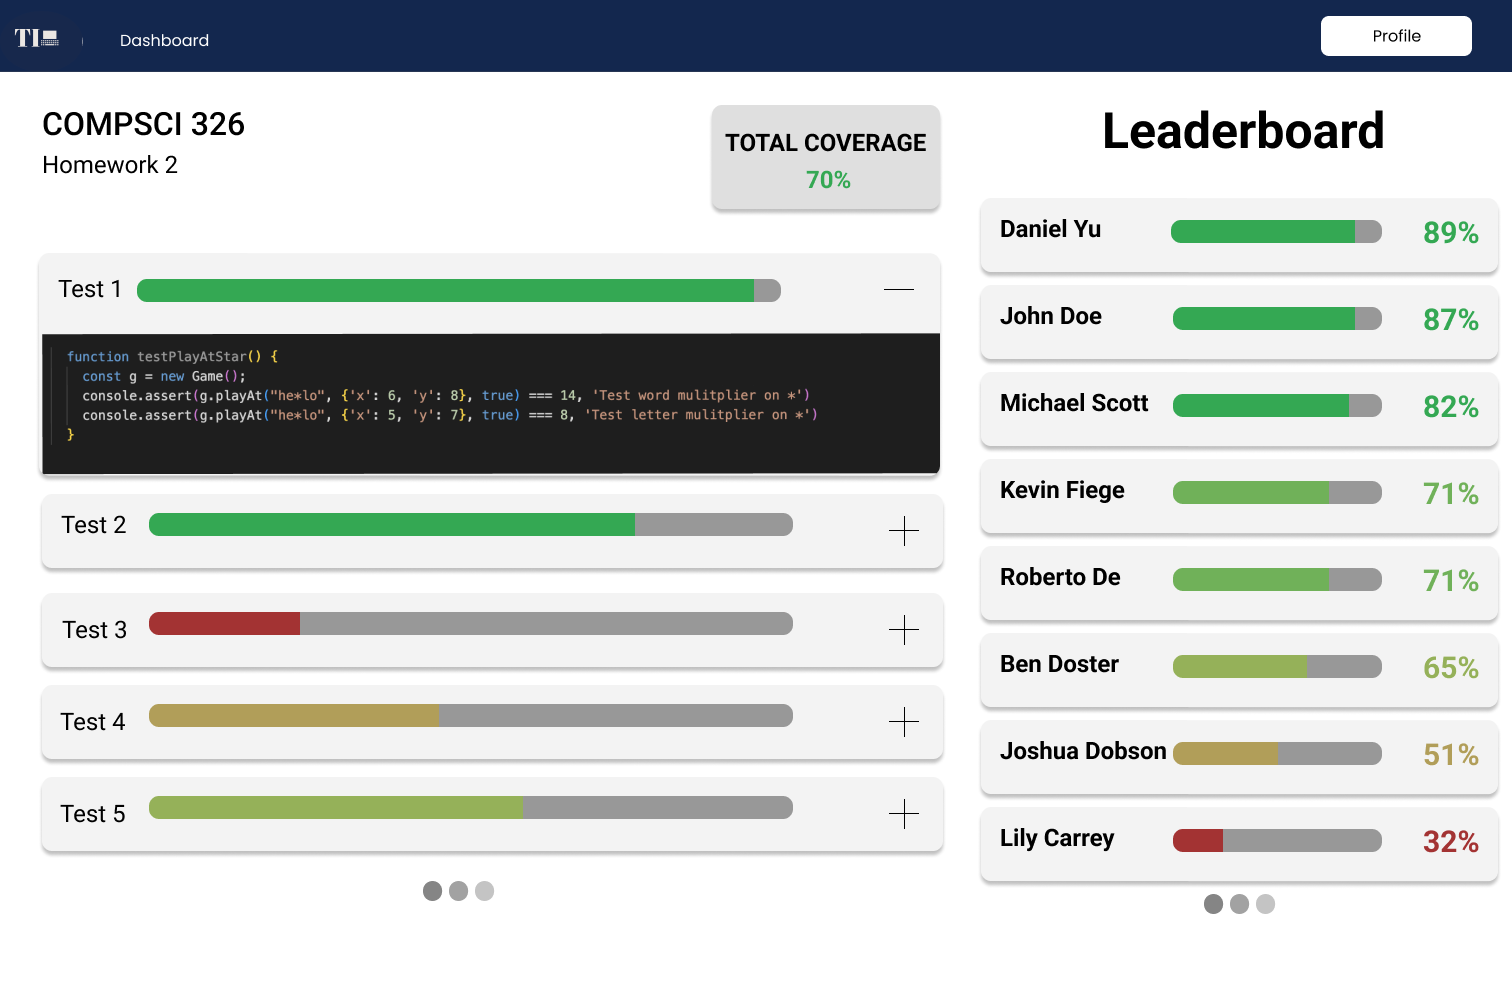 TI
Dashboard
Profile
COMPSCI 326
Homework 2
TOTAL COVERAGE
70%
Test 1
function testPlayAtStar() {
const g = new Game();
console.assert(g.playAt("he*lo", {'x': 6, 'y': 8}, true) === 14, 'Test word mulitplier on *')
console.assert(g.playAt("he*lo", {'x': 5, 'y': 7}, true) === 8, 'Test letter mulitplier on *')
}
Test 2
Test 3
Test 4
Test 5
Leaderboard
Daniel Yu 89%
John Doe 87%
Michael Scott 82%
Kevin Fiege 71%
Roberto De 71%
Ben Doster 65%
Joshua Dobson 51%
Lily Carrey 32%